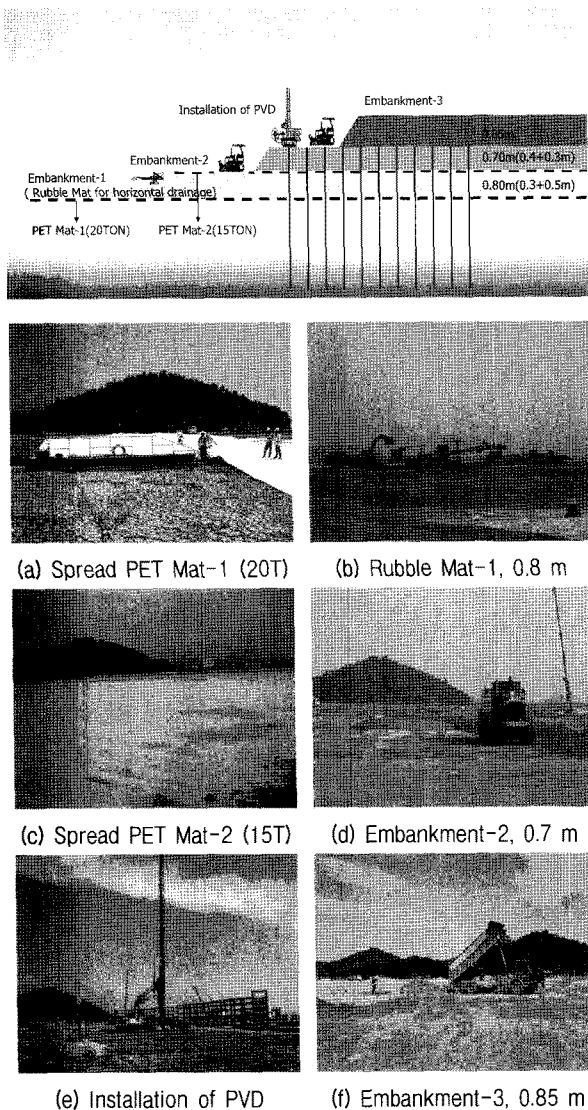 Installation of PVD
Embankment-3
0.70m(0.4+0.3m)
Embankment-2
Embankment-1
( Rubble Mat for horizontal drainage)
0.80m(0.3+0.5m)
PET Mat-1(20TON)
PET Mat-2(15TON)
(a) Spread PET Mat-1 (20T)
(b) Rubble Mat-1, 0.8 m
(c) Spread PET Mat-2 (15T)
(d) Embankment-2, 0.7 m
(e) Installation of PVD
(f) Embankment-3, 0.85 m